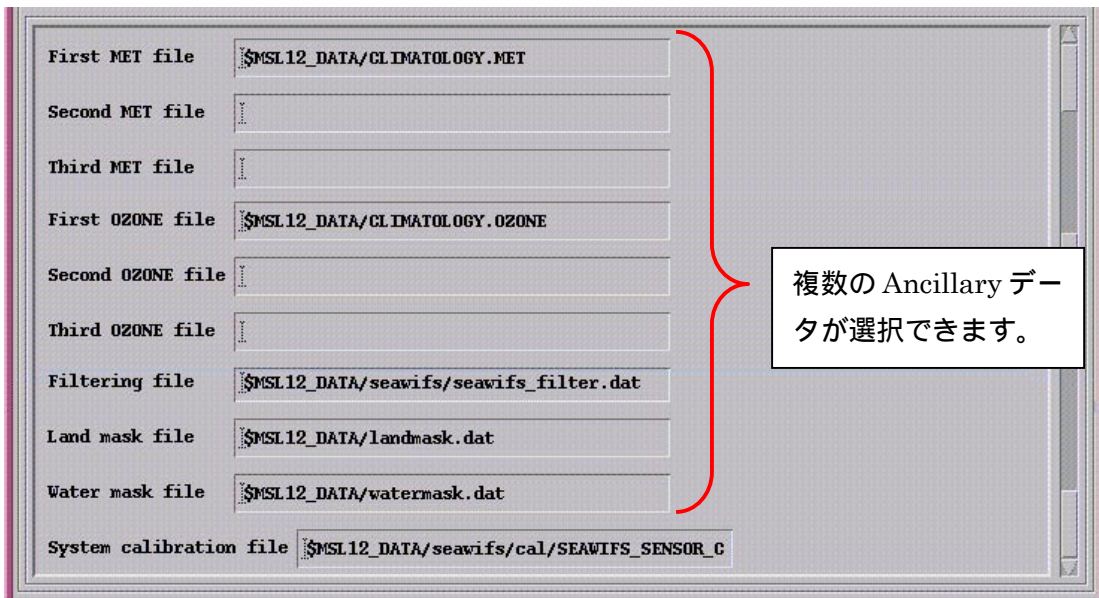 First MET file $MSL12_DATA/CLIMATOLOGY.MET
Second MET file
Third MET file
First OZONE file $MSL12_DATA/CLIMATOLOGY.OZONE
Second OZONE file
Third OZONE file
Filtering file $MSL12_DATA/seawifs/seawifs_filter.dat
Land mask file $MSL12_DATA/landmask.dat
Water mask file $MSL12_DATA/watermask.dat
System calibration file $MSL12_DATA/seawifs/cal/SEAWIFS_SENSOR_C
複数の Ancillary デー
タが選択できます。